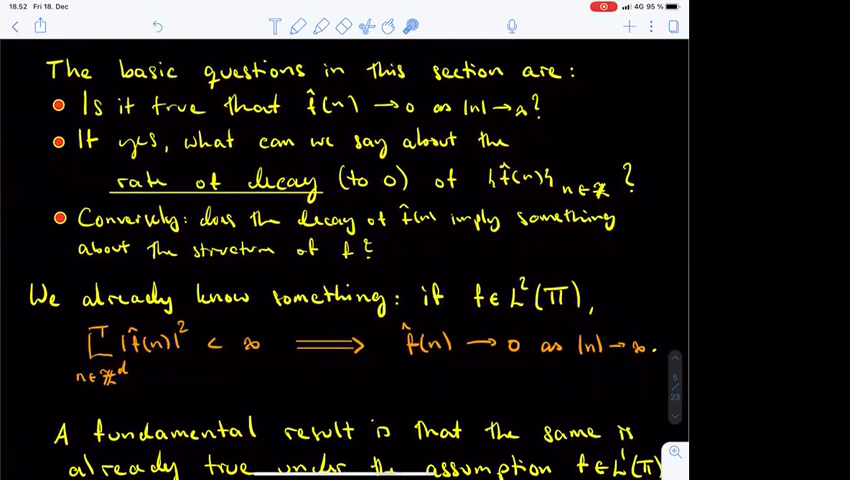 18.52 Fri 18. Dec
4G 95 %
The basic questions in this section are:
Is it true that f̂(n) → 0 as |n| → ∞?
If yes, what can we say about the
rate of decay (to 0) of {f̂(n)}n∈ℤ ?
Conversely: does the decay of f̂(n) imply something
about the structure of f?
We already know something: if f ∈ L²(𝕋),
∑ |f̂(n)|² < ∞ ⟹ f̂(n) → 0 as |n| → ∞.
n∈ℤᵈ
5
/
23
A fundamental result is that the same is
already true under the assumption f∈L¹(𝕋)